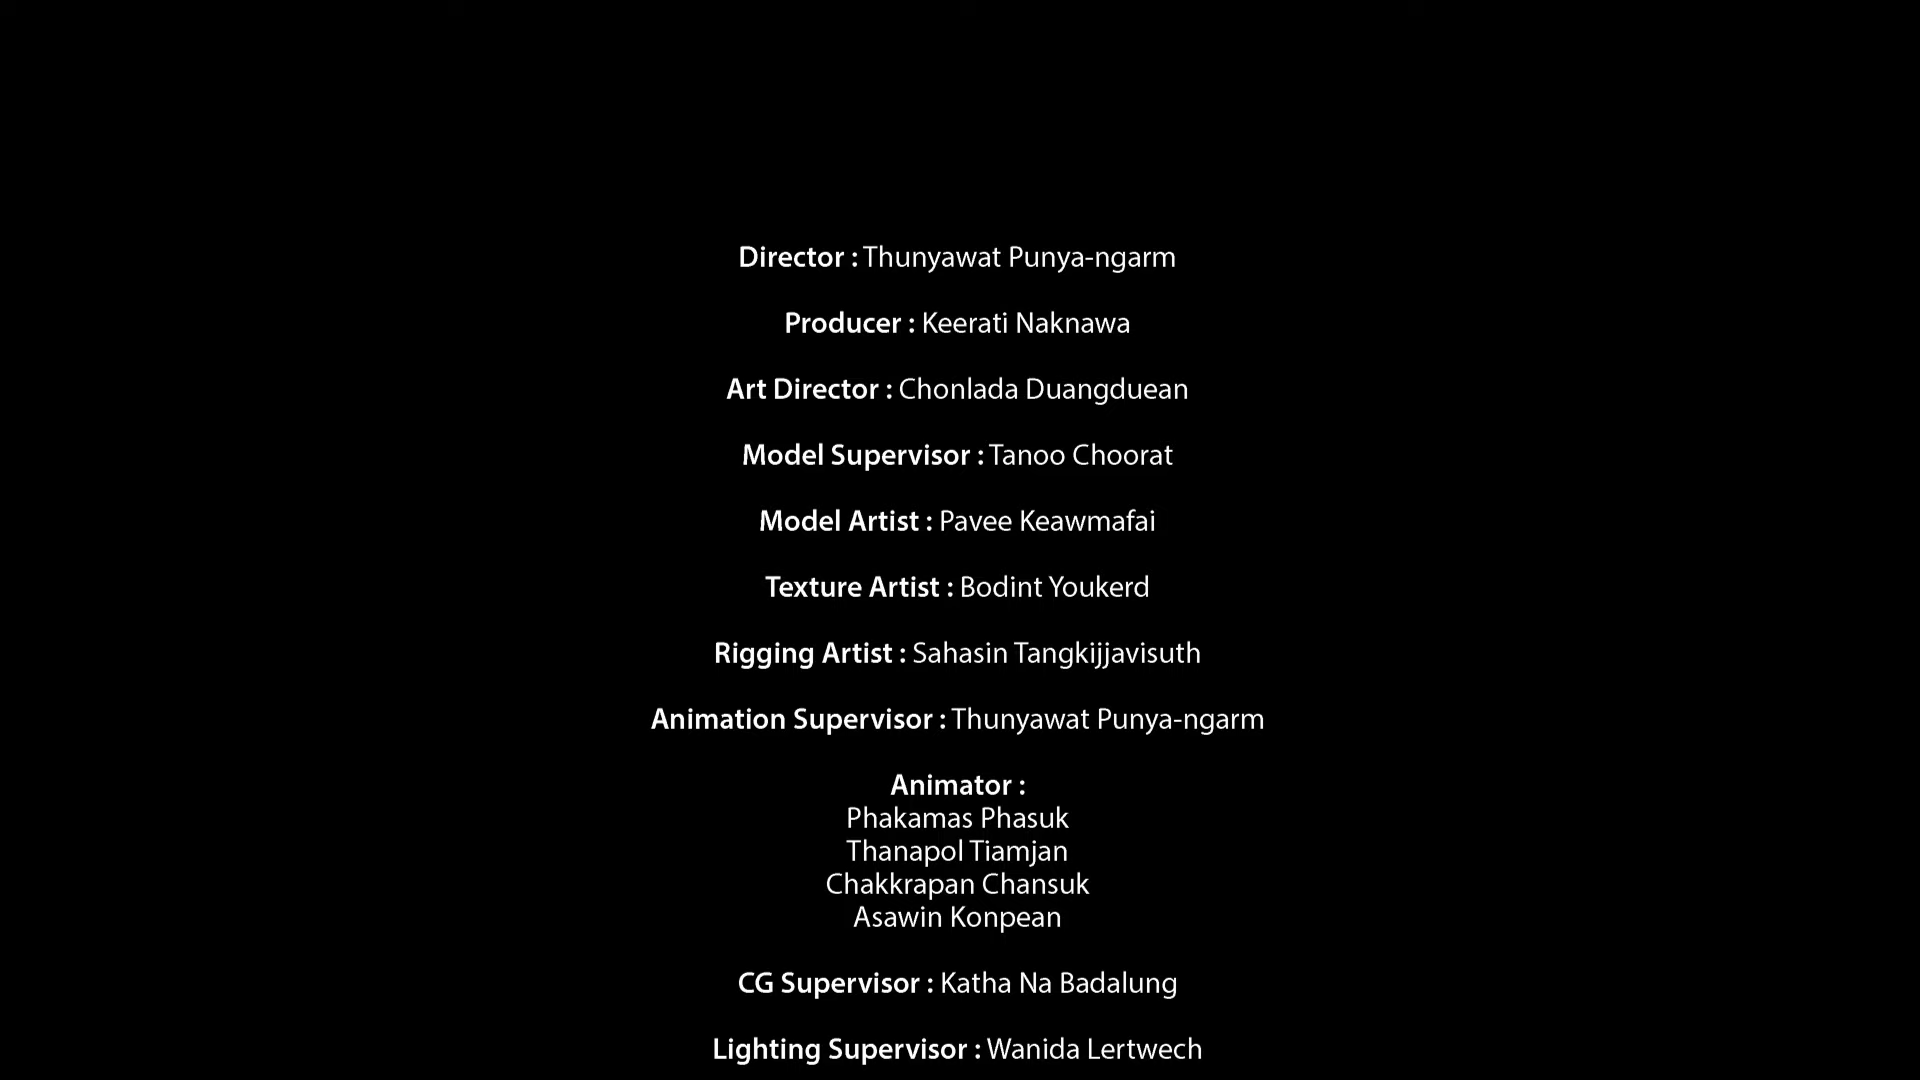 Director : Thunyawat Punya-ngarm
Producer : Keerati Naknawa
Art Director : Chonlada Duangduean
Model Supervisor : Tanoo Choorat
Model Artist : Pavee Keawmafai
Texture Artist : Bodint Youkerd
Rigging Artist : Sahasin Tangkijjavisuth
Animation Supervisor : Thunyawat Punya-ngarm
Animator :
Phakamas Phasuk
Thanapol Tiamjan
Chakkrapan Chansuk
Asawin Konpean
CG Supervisor : Katha Na Badalung
Lighting Supervisor : Wanida Lertwech